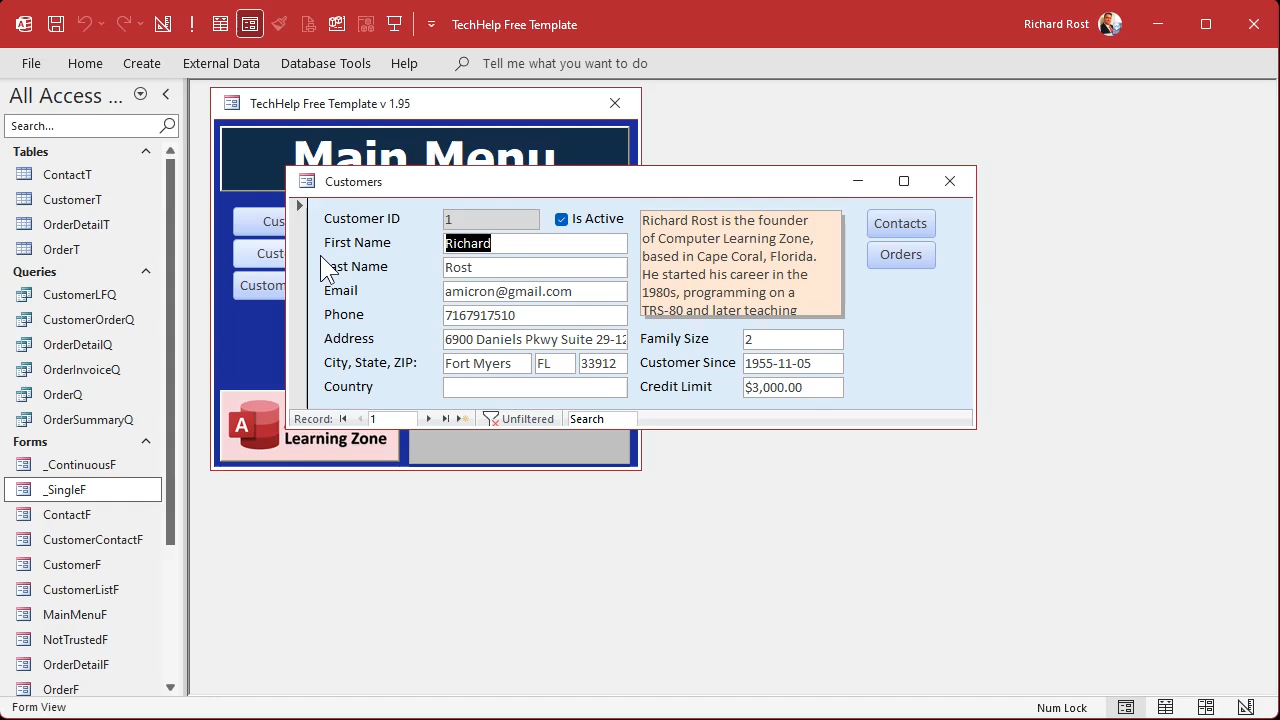 TechHelp Free Template
Richard Rost
File
Home
Create
External Data
Database Tools
Help
Tell me what you want to do
All Access ...
Search...
Tables
ContactT
CustomerT
OrderDetailT
OrderT
Queries
CustomerLFQ
CustomerOrderQ
OrderDetailQ
OrderInvoiceQ
OrderQ
OrderSummaryQ
Forms
_ContinuousF
_SingleF
ContactF
CustomerContactF
CustomerF
CustomerListF
MainMenuF
NotTrustedF
OrderDetailF
OrderF
TechHelp Free Template v 1.95
Main Menu
Cus
Custo
Custom
A
Learning Zone
Customers
Customer ID 1
Is Active
First Name Richard
Last Name Rost
Email amicron@gmail.com
Phone 7167917510
Address 6900 Daniels Pkwy Suite 29-12
City, State, ZIP: Fort Myers FL 33912
Country
Richard Rost is the founder
of Computer Learning Zone,
based in Cape Coral, Florida.
He started his career in the
1980s, programming on a
TRS-80 and later teaching
Family Size 2
Customer Since 1955-11-05
Credit Limit $3,000.00
Contacts
Orders
Record: 1 Unfiltered Search
Form View
Num Lock